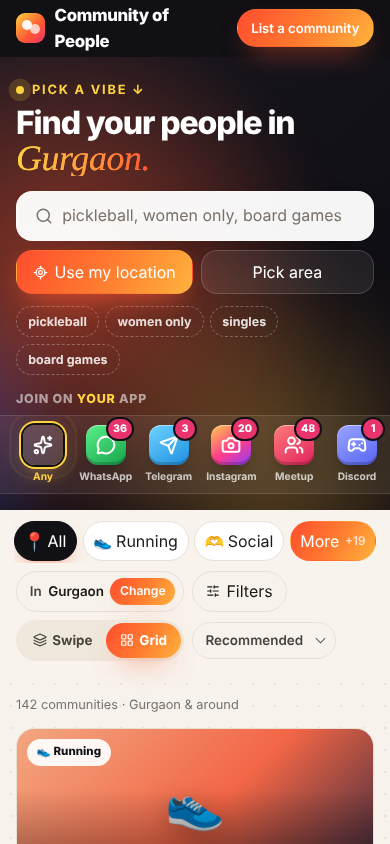 Community of
People
List a community
PICK A VIBE ↓
Find your people in
Gurgaon.
pickleball, women only, board games
Use my location
Pick area
pickleball
women only
singles
board games
JOIN ON YOUR APP
36
3
20
48
1
Any
WhatsApp
Telegram
Instagram
Meetup
Discord
All
Running
Social
More +19
In Gurgaon Change
Filters
Swipe
Grid
Recommended
142 communities · Gurgaon & around
Running